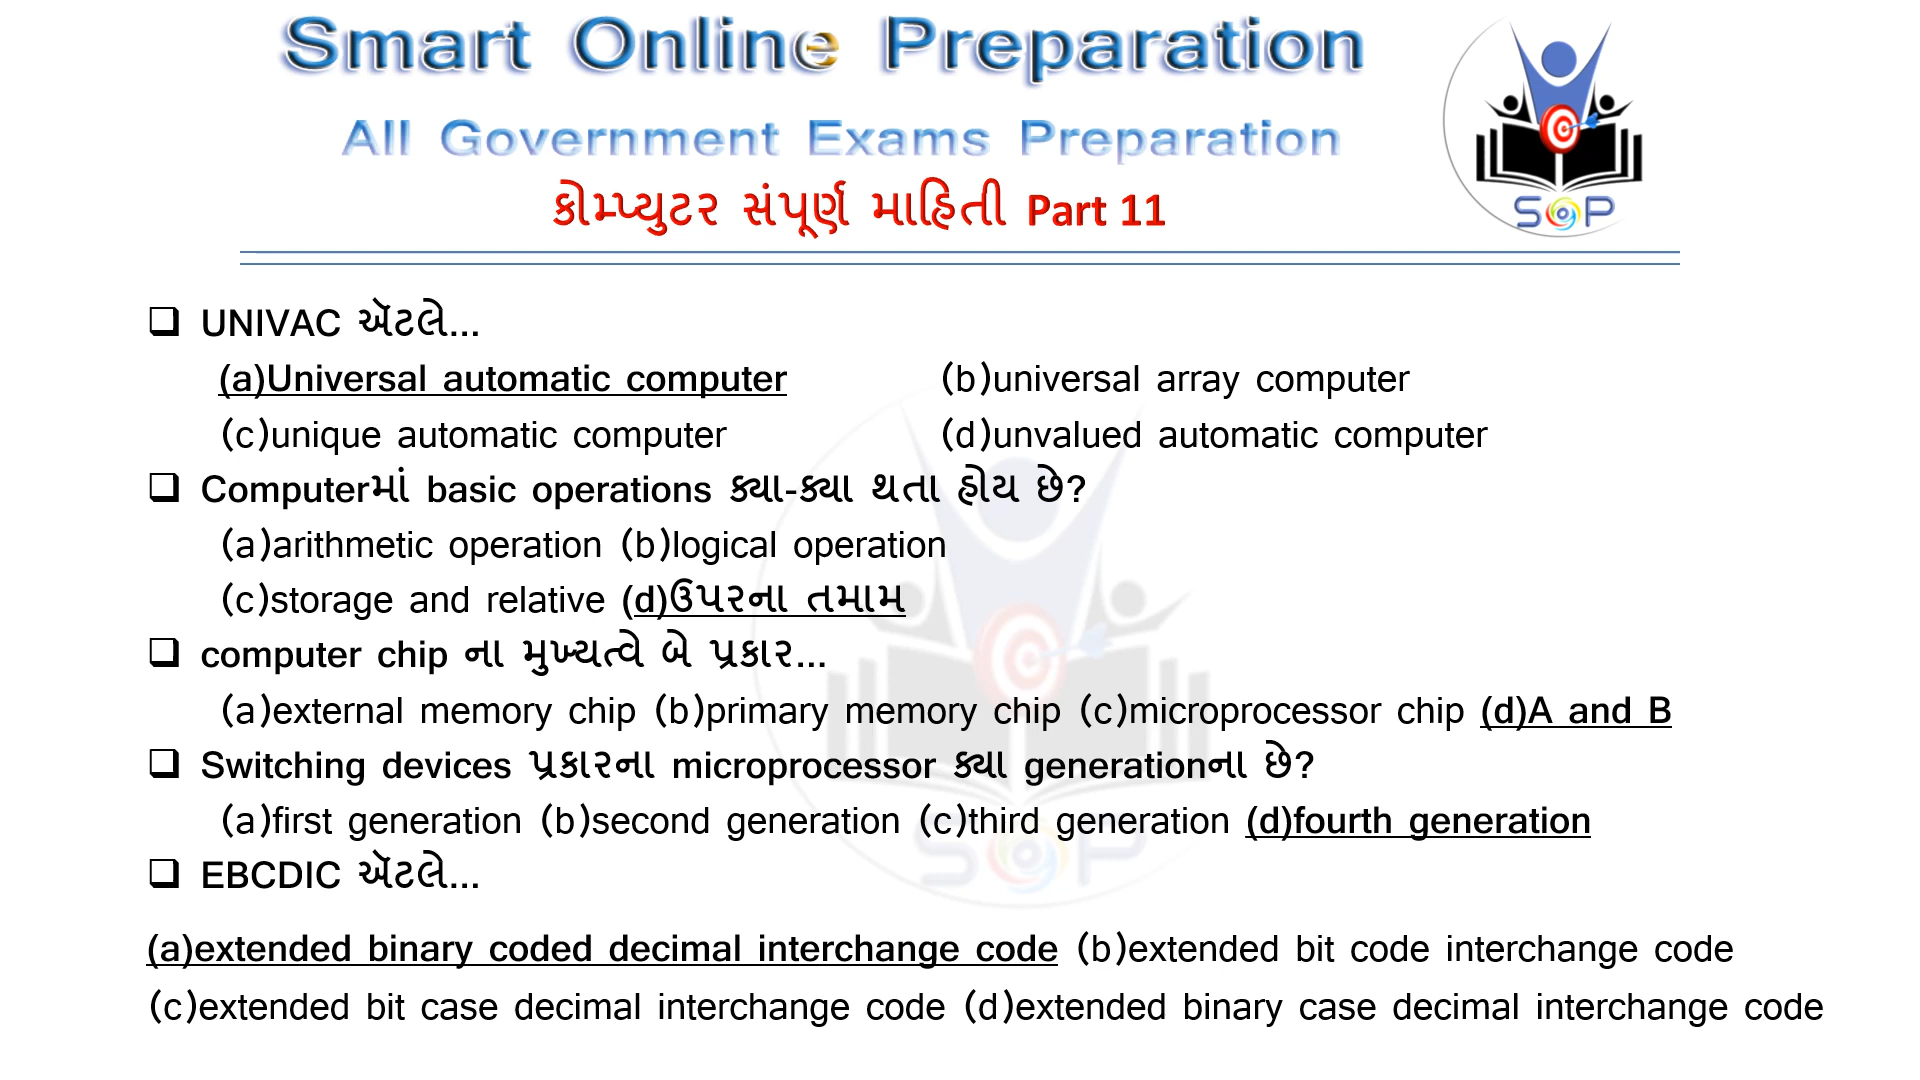 Smart Online Preparation
All Government Exams Preparation
કોમ્પ્યુટર સંપૂર્ણ માહિતી Part 11
SOP
❑ UNIVAC ઍટલે...
(a)Universal automatic computer (b)universal array computer
(c)unique automatic computer (d)unvalued automatic computer
❑ Computerમાં basic operations ક્યા-ક્યા થતા હોય છે?
(a)arithmetic operation (b)logical operation
(c)storage and relative (d)ઉપરના તમામ
❑ computer chip ના મુખ્યત્વે બે પ્રકાર...
(a)external memory chip (b)primary memory chip (c)microprocessor chip (d)A and B
❑ Switching devices પ્રકારના microprocessor ક્યા generationના છે?
(a)first generation (b)second generation (c)third generation (d)fourth generation
SOP
❑ EBCDIC ઍટલે...
(a)extended binary coded decimal interchange code (b)extended bit code interchange code
(c)extended bit case decimal interchange code (d)extended binary case decimal interchange code